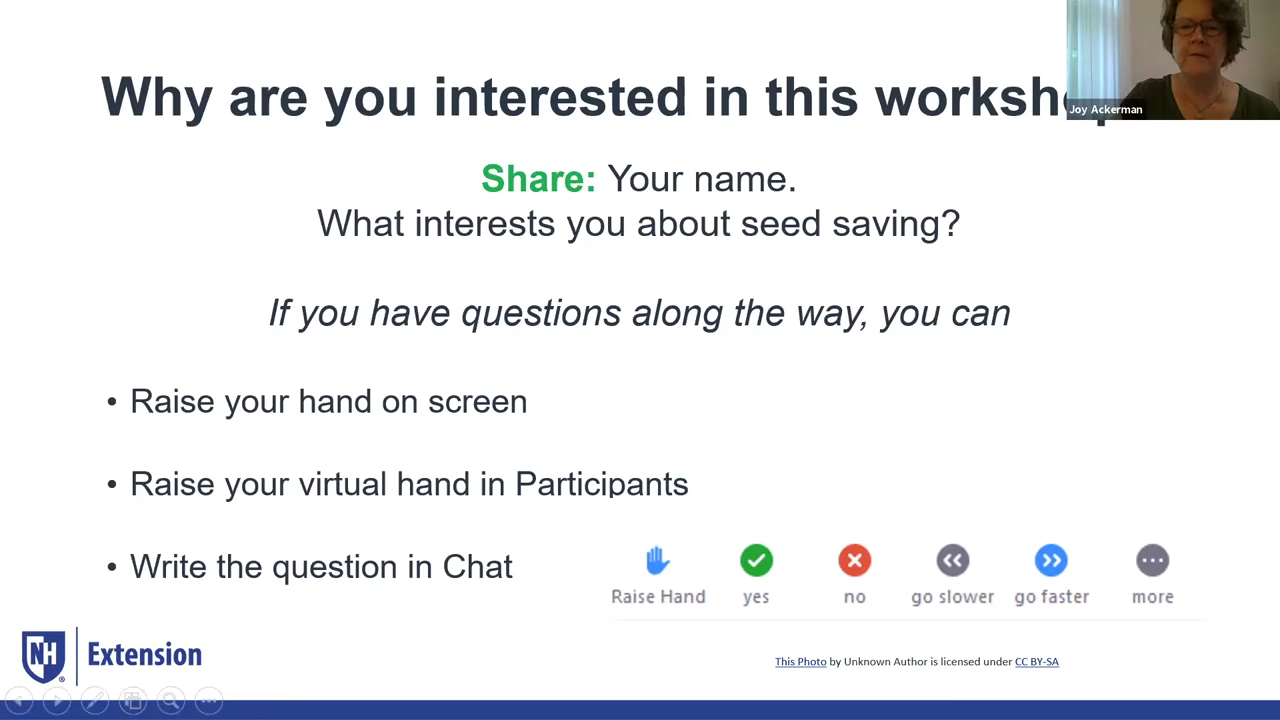 Why are you interested in this worksh
Joy Ackerman
Share: Your name.
What interests you about seed saving?
If you have questions along the way, you can
• Raise your hand on screen
• Raise your virtual hand in Participants
• Write the question in Chat
Raise Hand yes no go slower go faster more
NH Extension
This Photo by Unknown Author is licensed under CC BY-SA